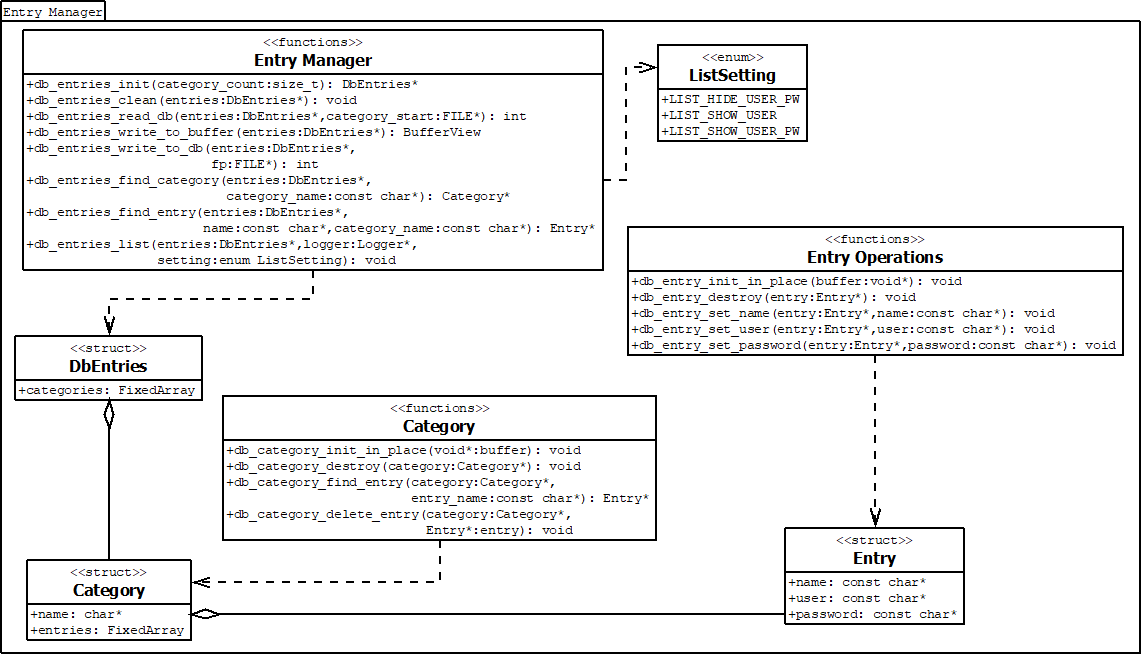 Entry Manager
<<functions>>
Entry Manager
+db_entries_init(category_count:size_t): DbEntries*
+db_entries_clean(entries:DbEntries*): void
+db_entries_read_db(entries:DbEntries*,category_start:FILE*): int
+db_entries_write_to_buffer(entries:DbEntries*): BufferView
+db_entries_write_to_db(entries:DbEntries*,
fp:FILE*): int
+db_entries_find_category(entries:DbEntries*,
category_name:const char*): Category*
+db_entries_find_entry(entries:DbEntries*,
name:const char*,category_name:const char*): Entry*
+db_entries_list(entries:DbEntries*,logger:Logger*,
setting:enum ListSetting): void
<<enum>>
ListSetting
+LIST_HIDE_USER_PW
+LIST_SHOW_USER
+LIST_SHOW_USER_PW
<<functions>>
Entry Operations
+db_entry_init_in_place(buffer:void*): void
+db_entry_destroy(entry:Entry*): void
+db_entry_set_name(entry:Entry*,name:const char*): void
+db_entry_set_user(entry:Entry*,user:const char*): void
+db_entry_set_password(entry:Entry*,password:const char*): void
<<struct>>
DbEntries
+categories: FixedArray
<<functions>>
Category
+db_category_init_in_place(void*:buffer): void
+db_category_destroy(category:Category*): void
+db_category_find_entry(category:Category*,
entry_name:const char*): Entry*
+db_category_delete_entry(category:Category*,
Entry*:entry): void
<<struct>>
Category
+name: char*
+entries: FixedArray
<<struct>>
Entry
+name: const char*
+user: const char*
+password: const char*